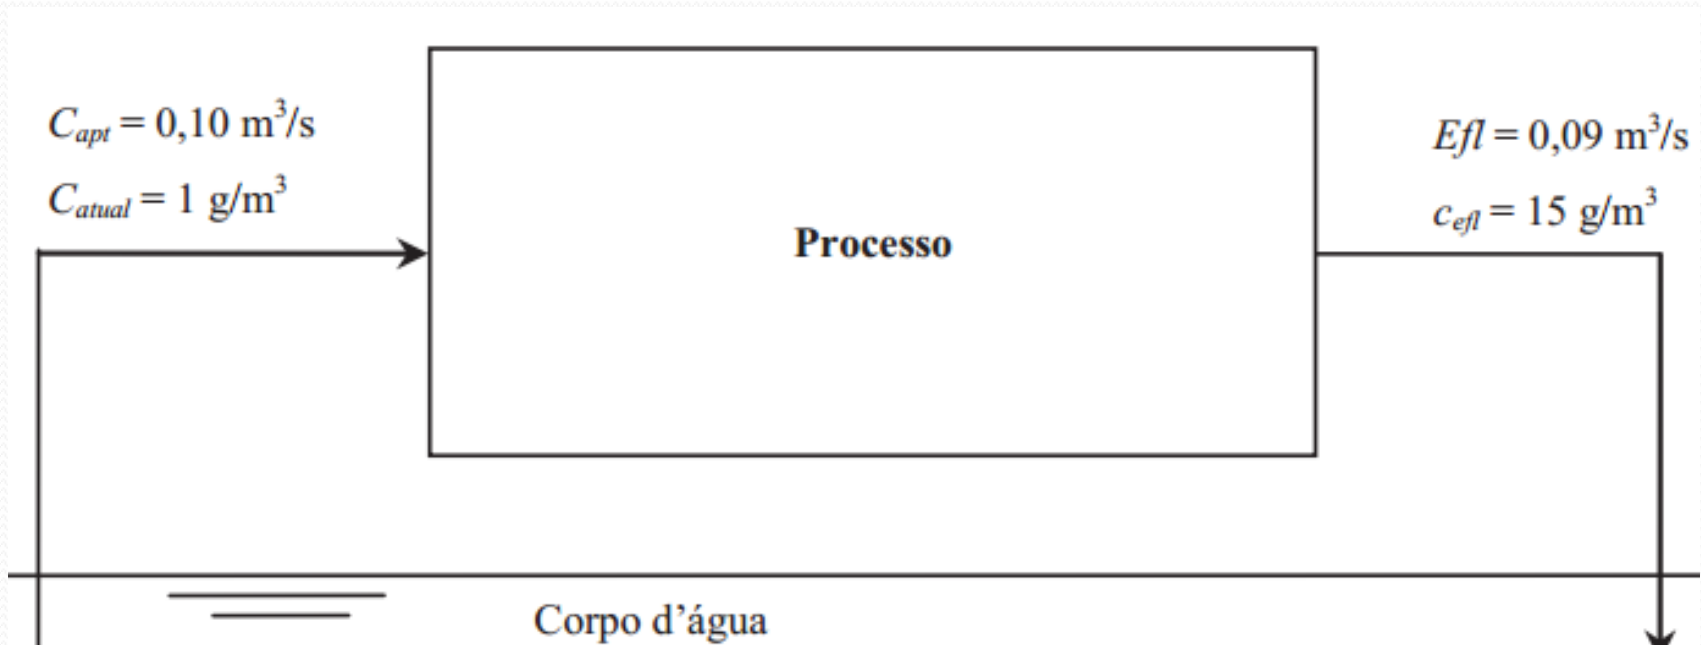 C_apt = 0,10 m³/s
C_atual = 1 g/m³
Processo
Efl = 0,09 m³/s
c_efl = 15 g/m³
Corpo d’água